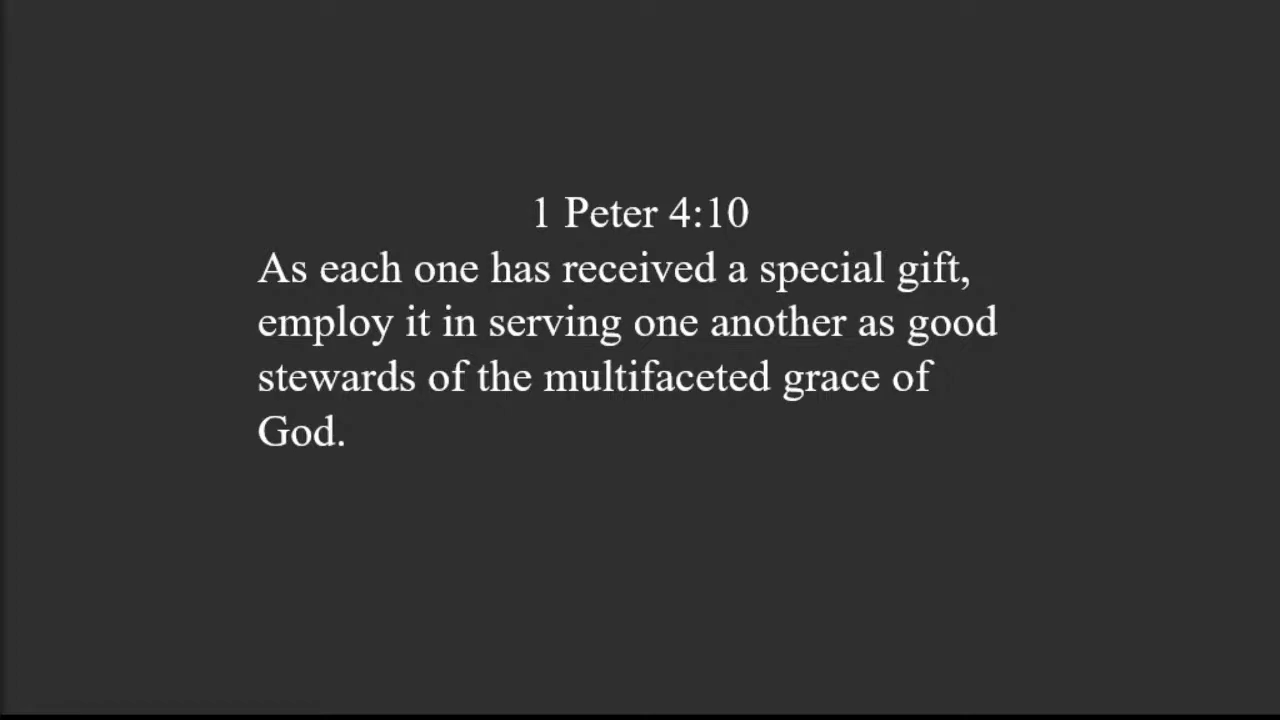 1 Peter 4:10
As each one has received a special gift,
employ it in serving one another as good
stewards of the multifaceted grace of
God.